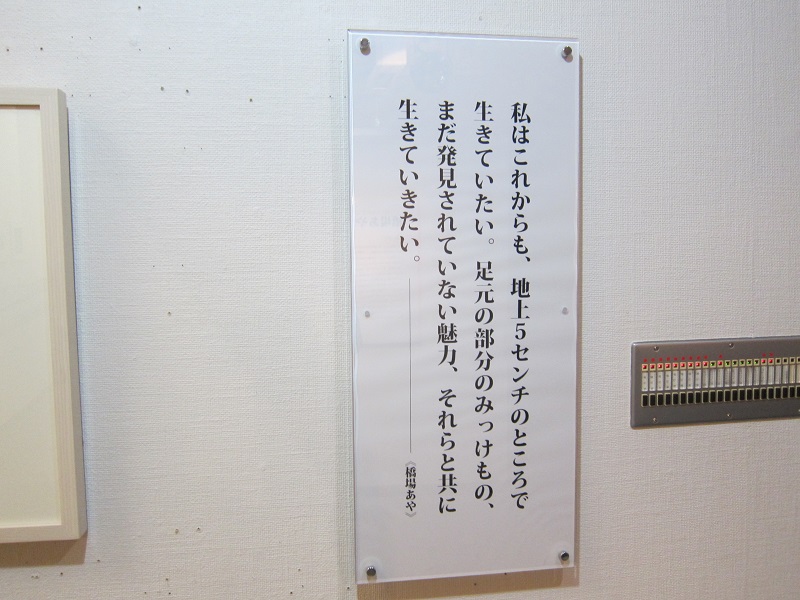 私はこれからも、地上5センチのところで
生きていたい。足元の部分のみっけもの、
まだ発見されていない魅力、それらと共に
生きていきたい。――――《橋場あや》